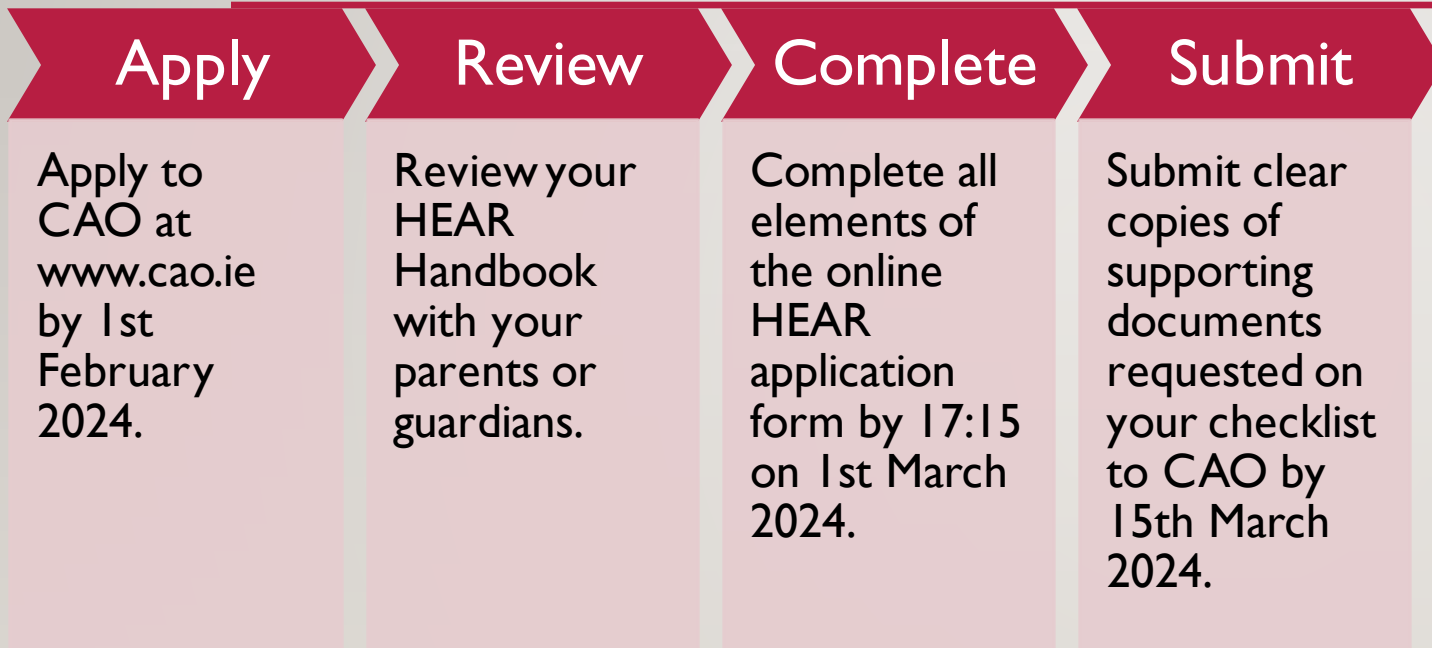 Apply
Apply to
CAO at
www.cao.ie
by 1st
February
2024.
Review
Review your
HEAR
Handbook
with your
parents or
guardians.
Complete
Complete all
elements of
the online
HEAR
application
form by 17:15
on 1st March
2024.
Submit
Submit clear
copies of
supporting
documents
requested on
your checklist
to CAO by
15th March
2024.